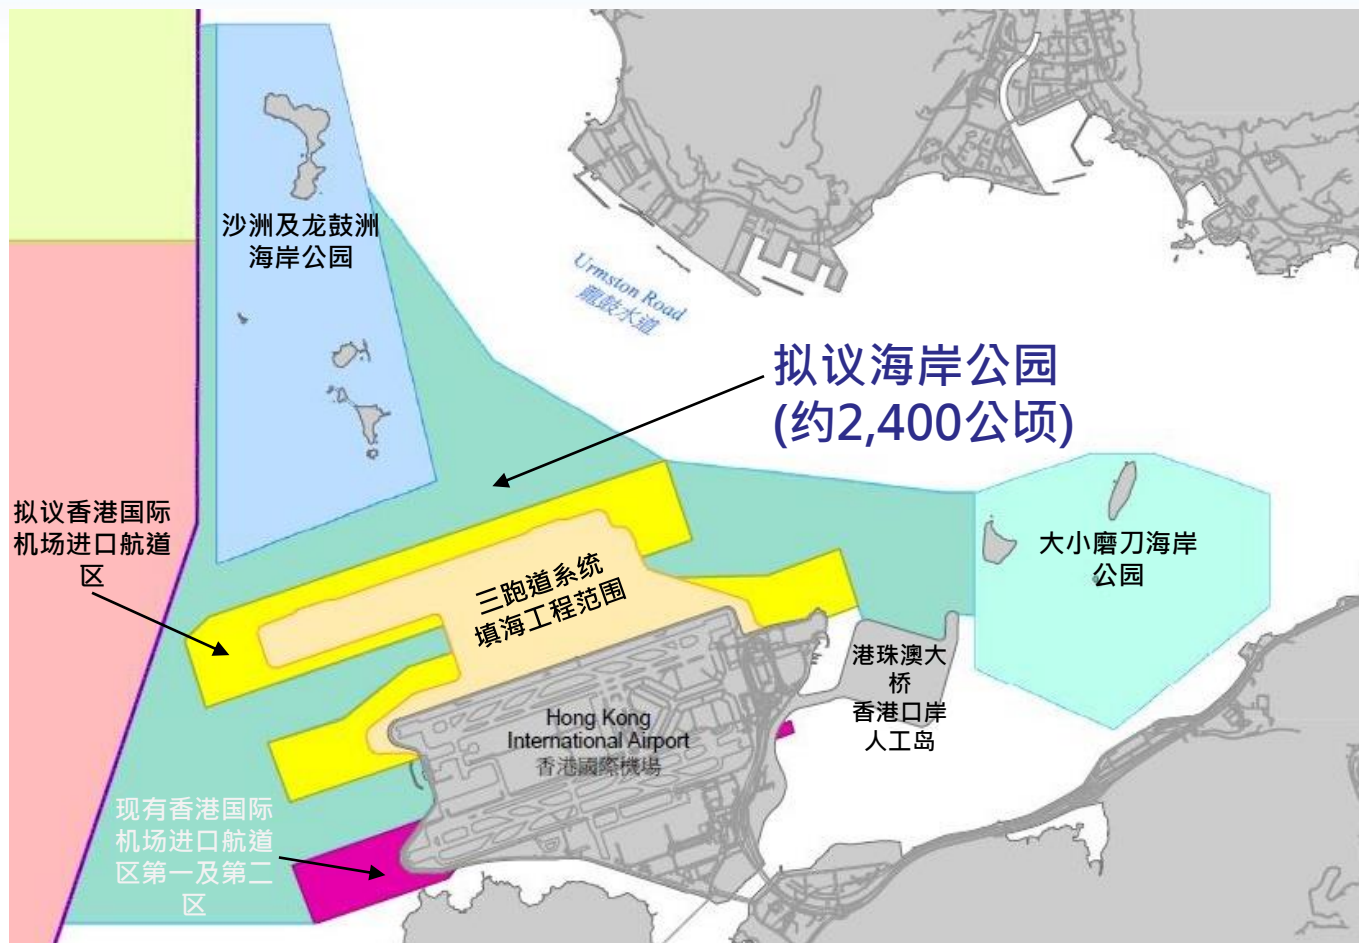 沙洲及龙鼓洲
海岸公园
Urmston Road
龍鼓水道
拟议海岸公园
(约2,400公顷)
拟议香港国际
机场进口航道
区
大小磨刀海岸
公园
三跑道系统
填海工程范围
港珠澳大
桥
香港口岸
人工岛
Hong Kong
International Airport
香港國際機場
现有香港国际
机场进口航道
区第一及第二
区